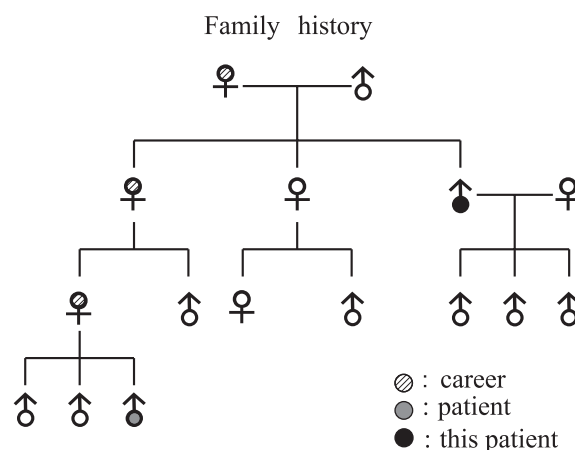 Family history
: career
: patient
: this patient